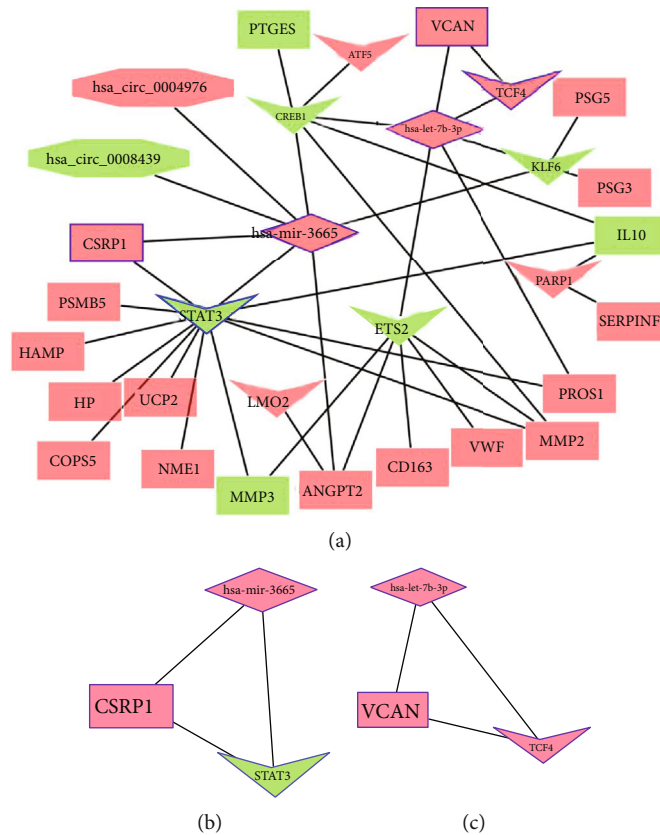 PTGES
ATF5
VCAN
hsa_circ_0004976
TCF4
PSG5
CREB1
hsa-let-7b-3p
hsa_circ_0008439
KLF6
PSG3
CSRP1
hsa-mir-3665
IL10
PSMB5
STAT3
PARP1
ETS2
SERPINF
HAMP
HP
UCP2
LMO2
PROS1
COPS5
NME1
MMP3
ANGPT2
CD163
VWF
MMP2
(a)
hsa-mir-3665
hsa-let-7b-3p
CSRP1
VCAN
STAT3
TCF4
(b)
(c)